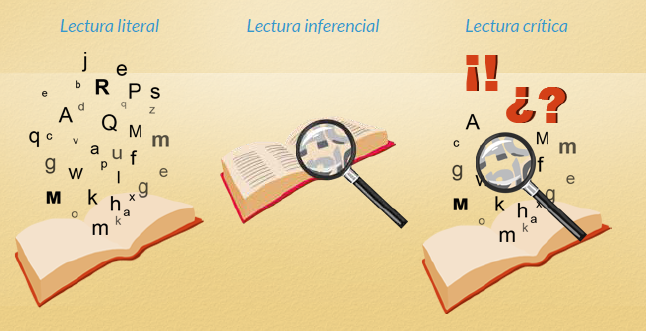 Lectura literal
Lectura inferencial
Lectura crítica
¡!
¿?
j
e
e b R P S
A d q z
Q M
q c v a u f m
g w p l e
M k h x g
o a
m k
A
c M m
g w f e
M k h x g
o a
m k